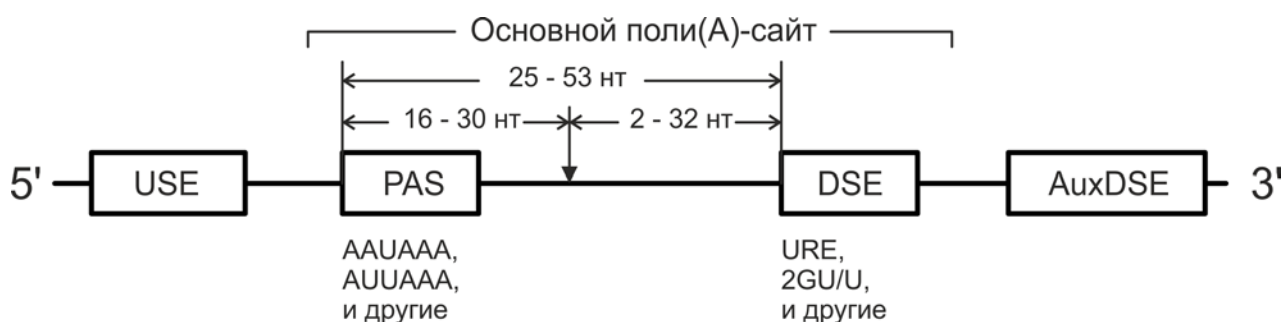 Основной поли(А)-сайт
25 - 53 нт
16 - 30 нт 2 - 32 нт
5' USE PAS DSE AuxDSE 3'
AAUAAA, URE,
AUUAAA, 2GU/U,
и другие и другие